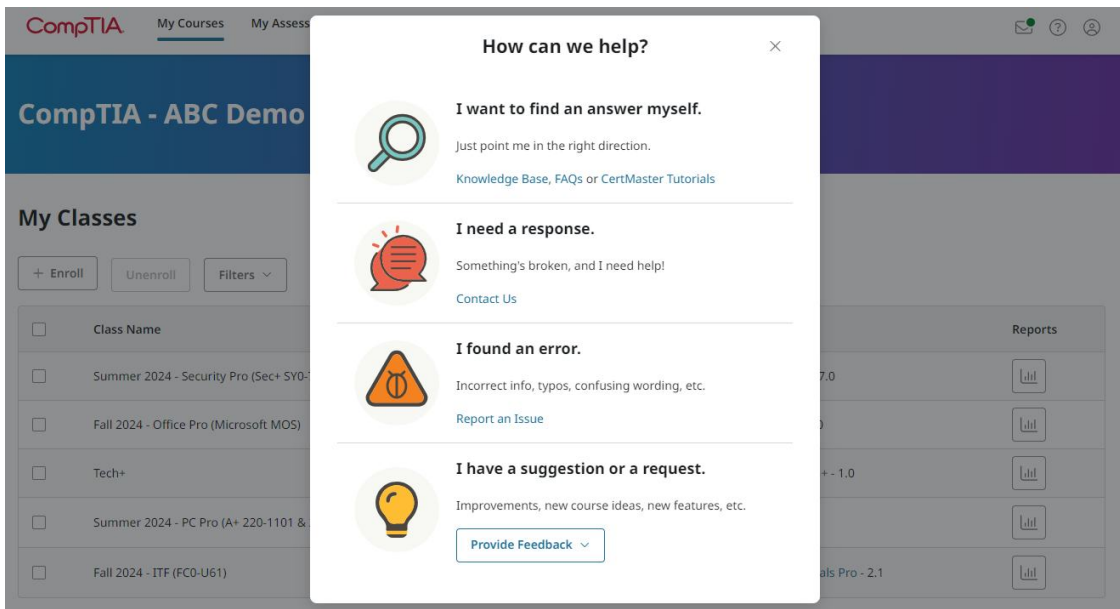 CompTIA. My Courses My Assess
CompTIA - ABC Demo
My Classes
+ Enroll Unenroll Filters
Class Name Reports
Summer 2024 - Security Pro (Sec+ SY0- 7.0
Fall 2024 - Office Pro (Microsoft MOS)
Tech+ + - 1.0
Summer 2024 - PC Pro (A+ 220-1101 &
Fall 2024 - ITF (FC0-U61) als Pro - 2.1
How can we help?
I want to find an answer myself.
Just point me in the right direction.
Knowledge Base, FAQs or CertMaster Tutorials
I need a response.
Something's broken, and I need help!
Contact Us
I found an error.
Incorrect info, typos, confusing wording, etc.
Report an Issue
I have a suggestion or a request.
Improvements, new course ideas, new features, etc.
Provide Feedback